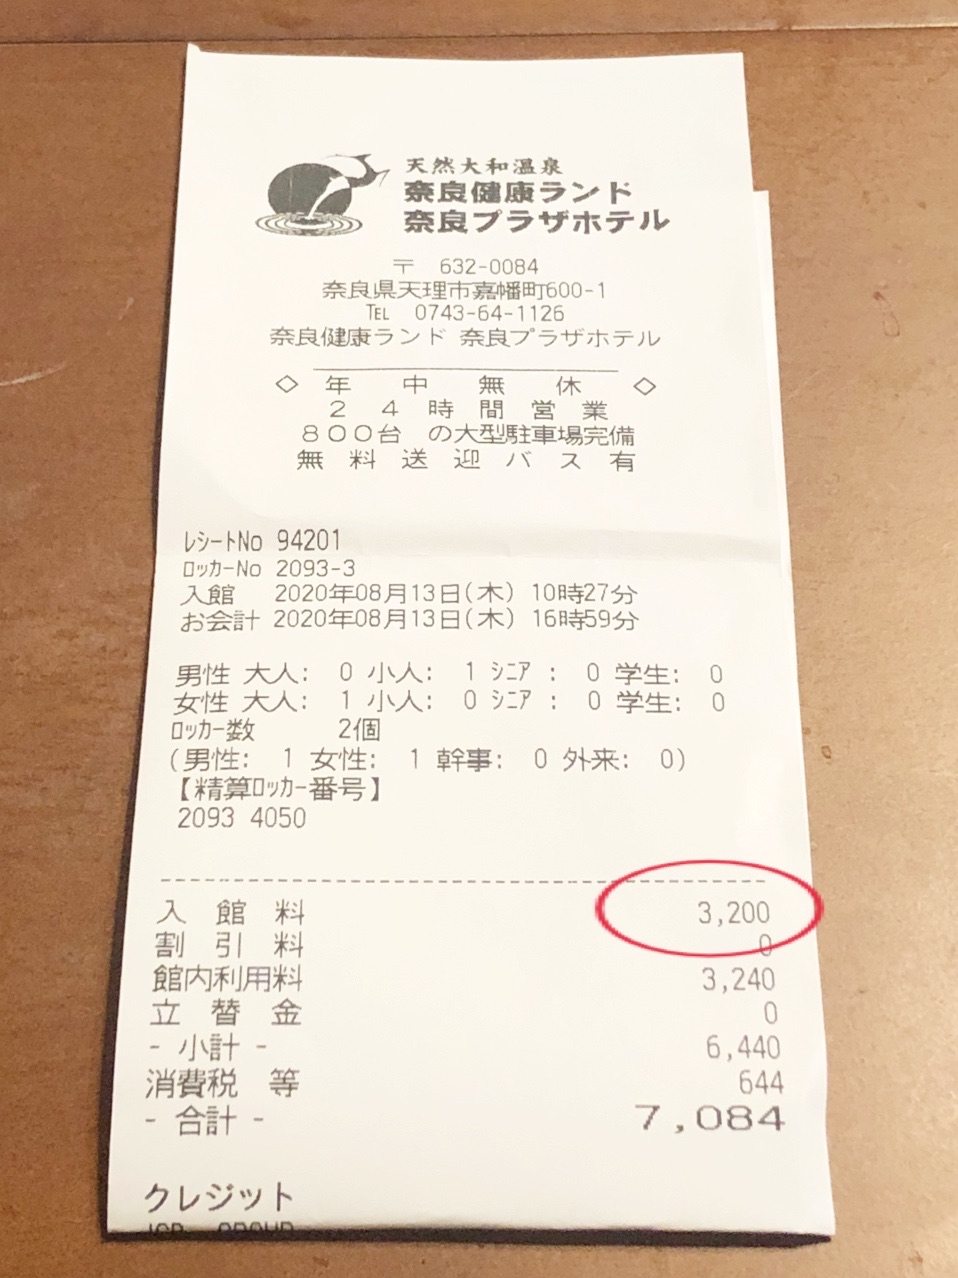 天然大和温泉
奈良健康ランド
奈良プラザホテル
〒 632-0084
奈良県天理市嘉幡町600-1
TEL 0743-64-1126
奈良健康ランド 奈良プラザホテル
◇ 年 中 無 休 ◇
２ ４ 時 間 営 業
８００台 の大型駐車場完備
無 料 送 迎 バ ス 有
ﾚｼｰﾄNo 94201
ﾛｯｶｰNo 2093-3
入館 2020年08月13日(木) 10時27分
お会計 2020年08月13日(木) 16時59分
男性 大人: 0 小人: 1 ｼﾆｱ : 0 学生: 0
女性 大人: 1 小人: 0 ｼﾆｱ : 0 学生: 0
ﾛｯｶｰ数 2個
(男性: 1 女性: 1 幹事: 0 外来: 0)
【精算ﾛｯｶｰ番号】
2093 4050
入 館 料 3,200
割 引 料 0
館内利用料 3,240
立 替 金 0
- 小計 - 6,440
消費税 等 644
- 合計 - 7,084
クレジット